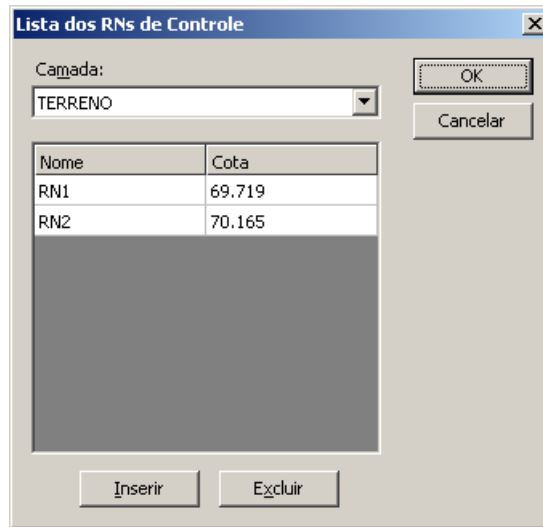 Lista dos RNs de Controle
Camada:
OK
TERRENO
Cancelar
Nome Cota
RN1 69.719
RN2 70.165
Inserir Excluir